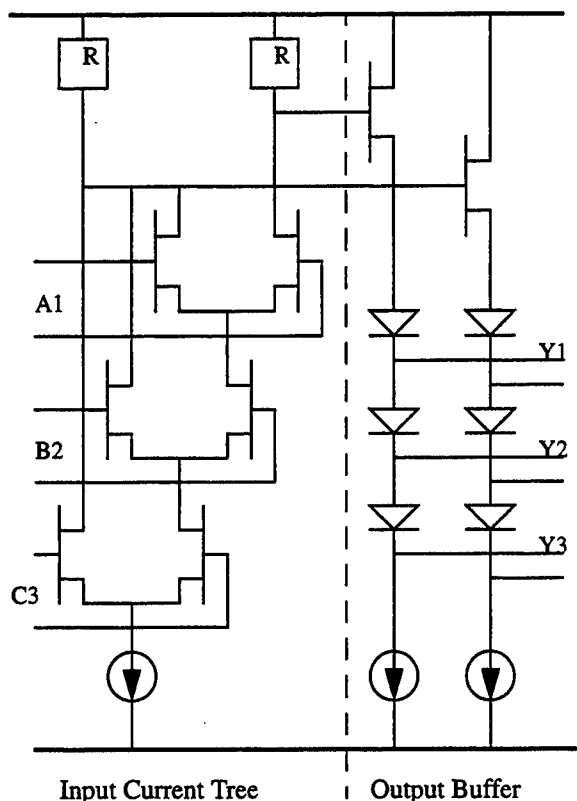 R R
A1
Y1
B2
Y2
Y3
C3
Input Current Tree Output Buffer